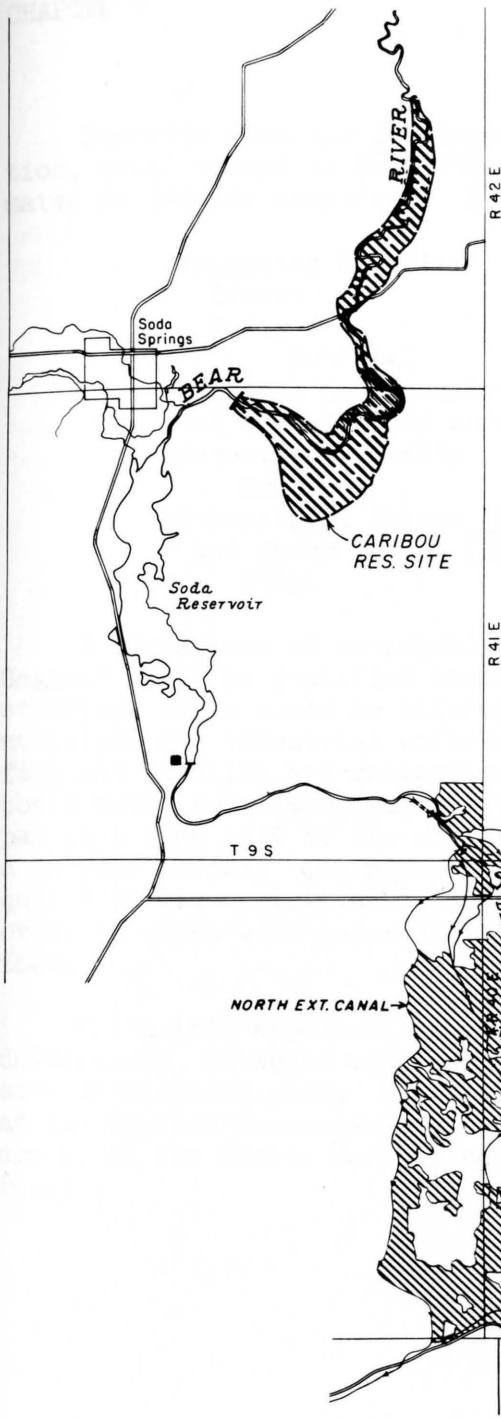 RIVER
R 42 E
Soda
Springs
BEAR
CARIBOU
RES. SITE
Soda
Reservoir
R 41 E
T 9 S
NORTH EXT. CANAL